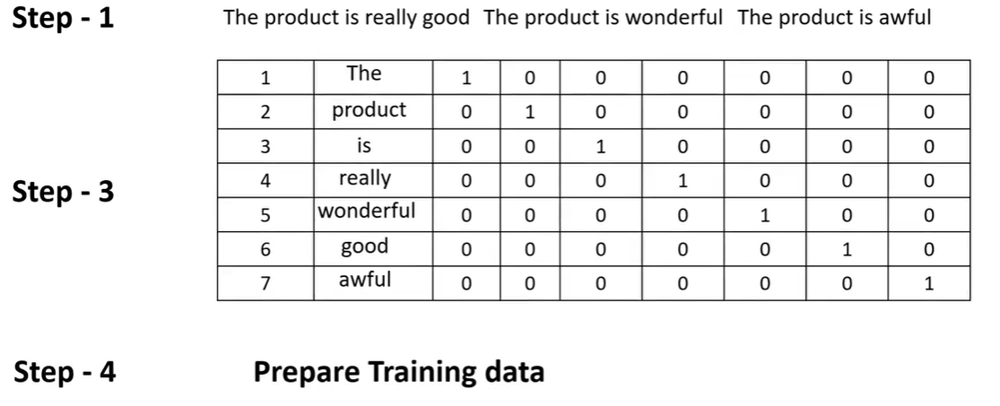 Step - 1 The product is really good The product is wonderful The product is awful
1 The 1 0 0 0 0 0 0
2 product 0 1 0 0 0 0 0
3 is 0 0 1 0 0 0 0
Step - 3
4 really 0 0 0 1 0 0 0
5 wonderful 0 0 0 0 1 0 0
6 good 0 0 0 0 0 1 0
7 awful 0 0 0 0 0 0 1
Step - 4 Prepare Training data